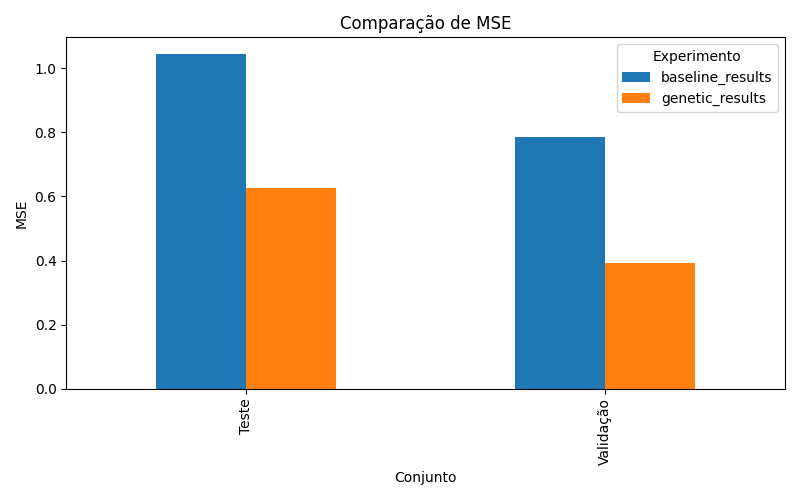 Comparação de MSE
Experimento
baseline_results
genetic_results
MSE
1.0
0.8
0.6
0.4
0.2
0.0
Teste
Validação
Conjunto